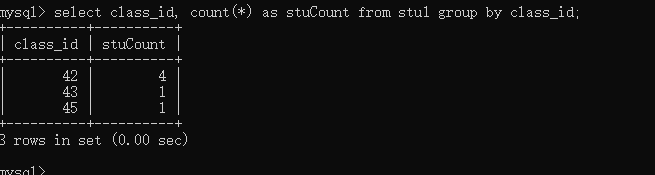 mysql> select class_id, count(*) as stuCount from stu1 group by class_id;
+----------+----------+
| class_id | stuCount |
+----------+----------+
|       42 |        4 |
|       43 |        1 |
|       45 |        1 |
+----------+----------+
3 rows in set (0.00 sec)
mysql>